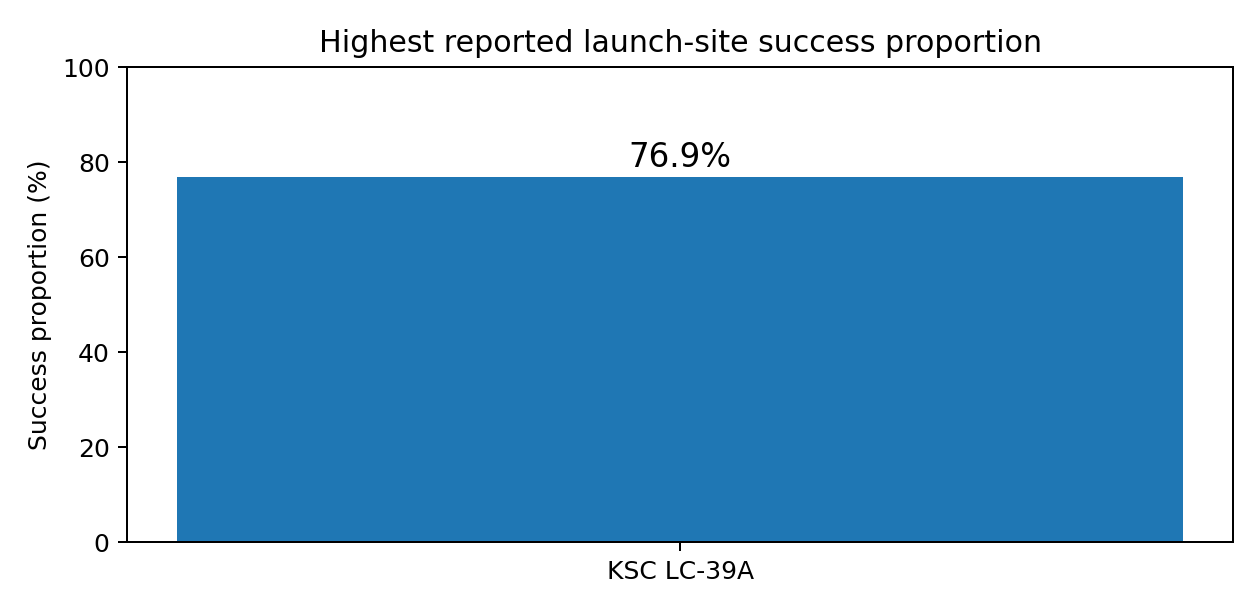 Highest reported launch-site success proportion
Success proportion (%)
100
80
60
40
20
0
76.9%
KSC LC-39A